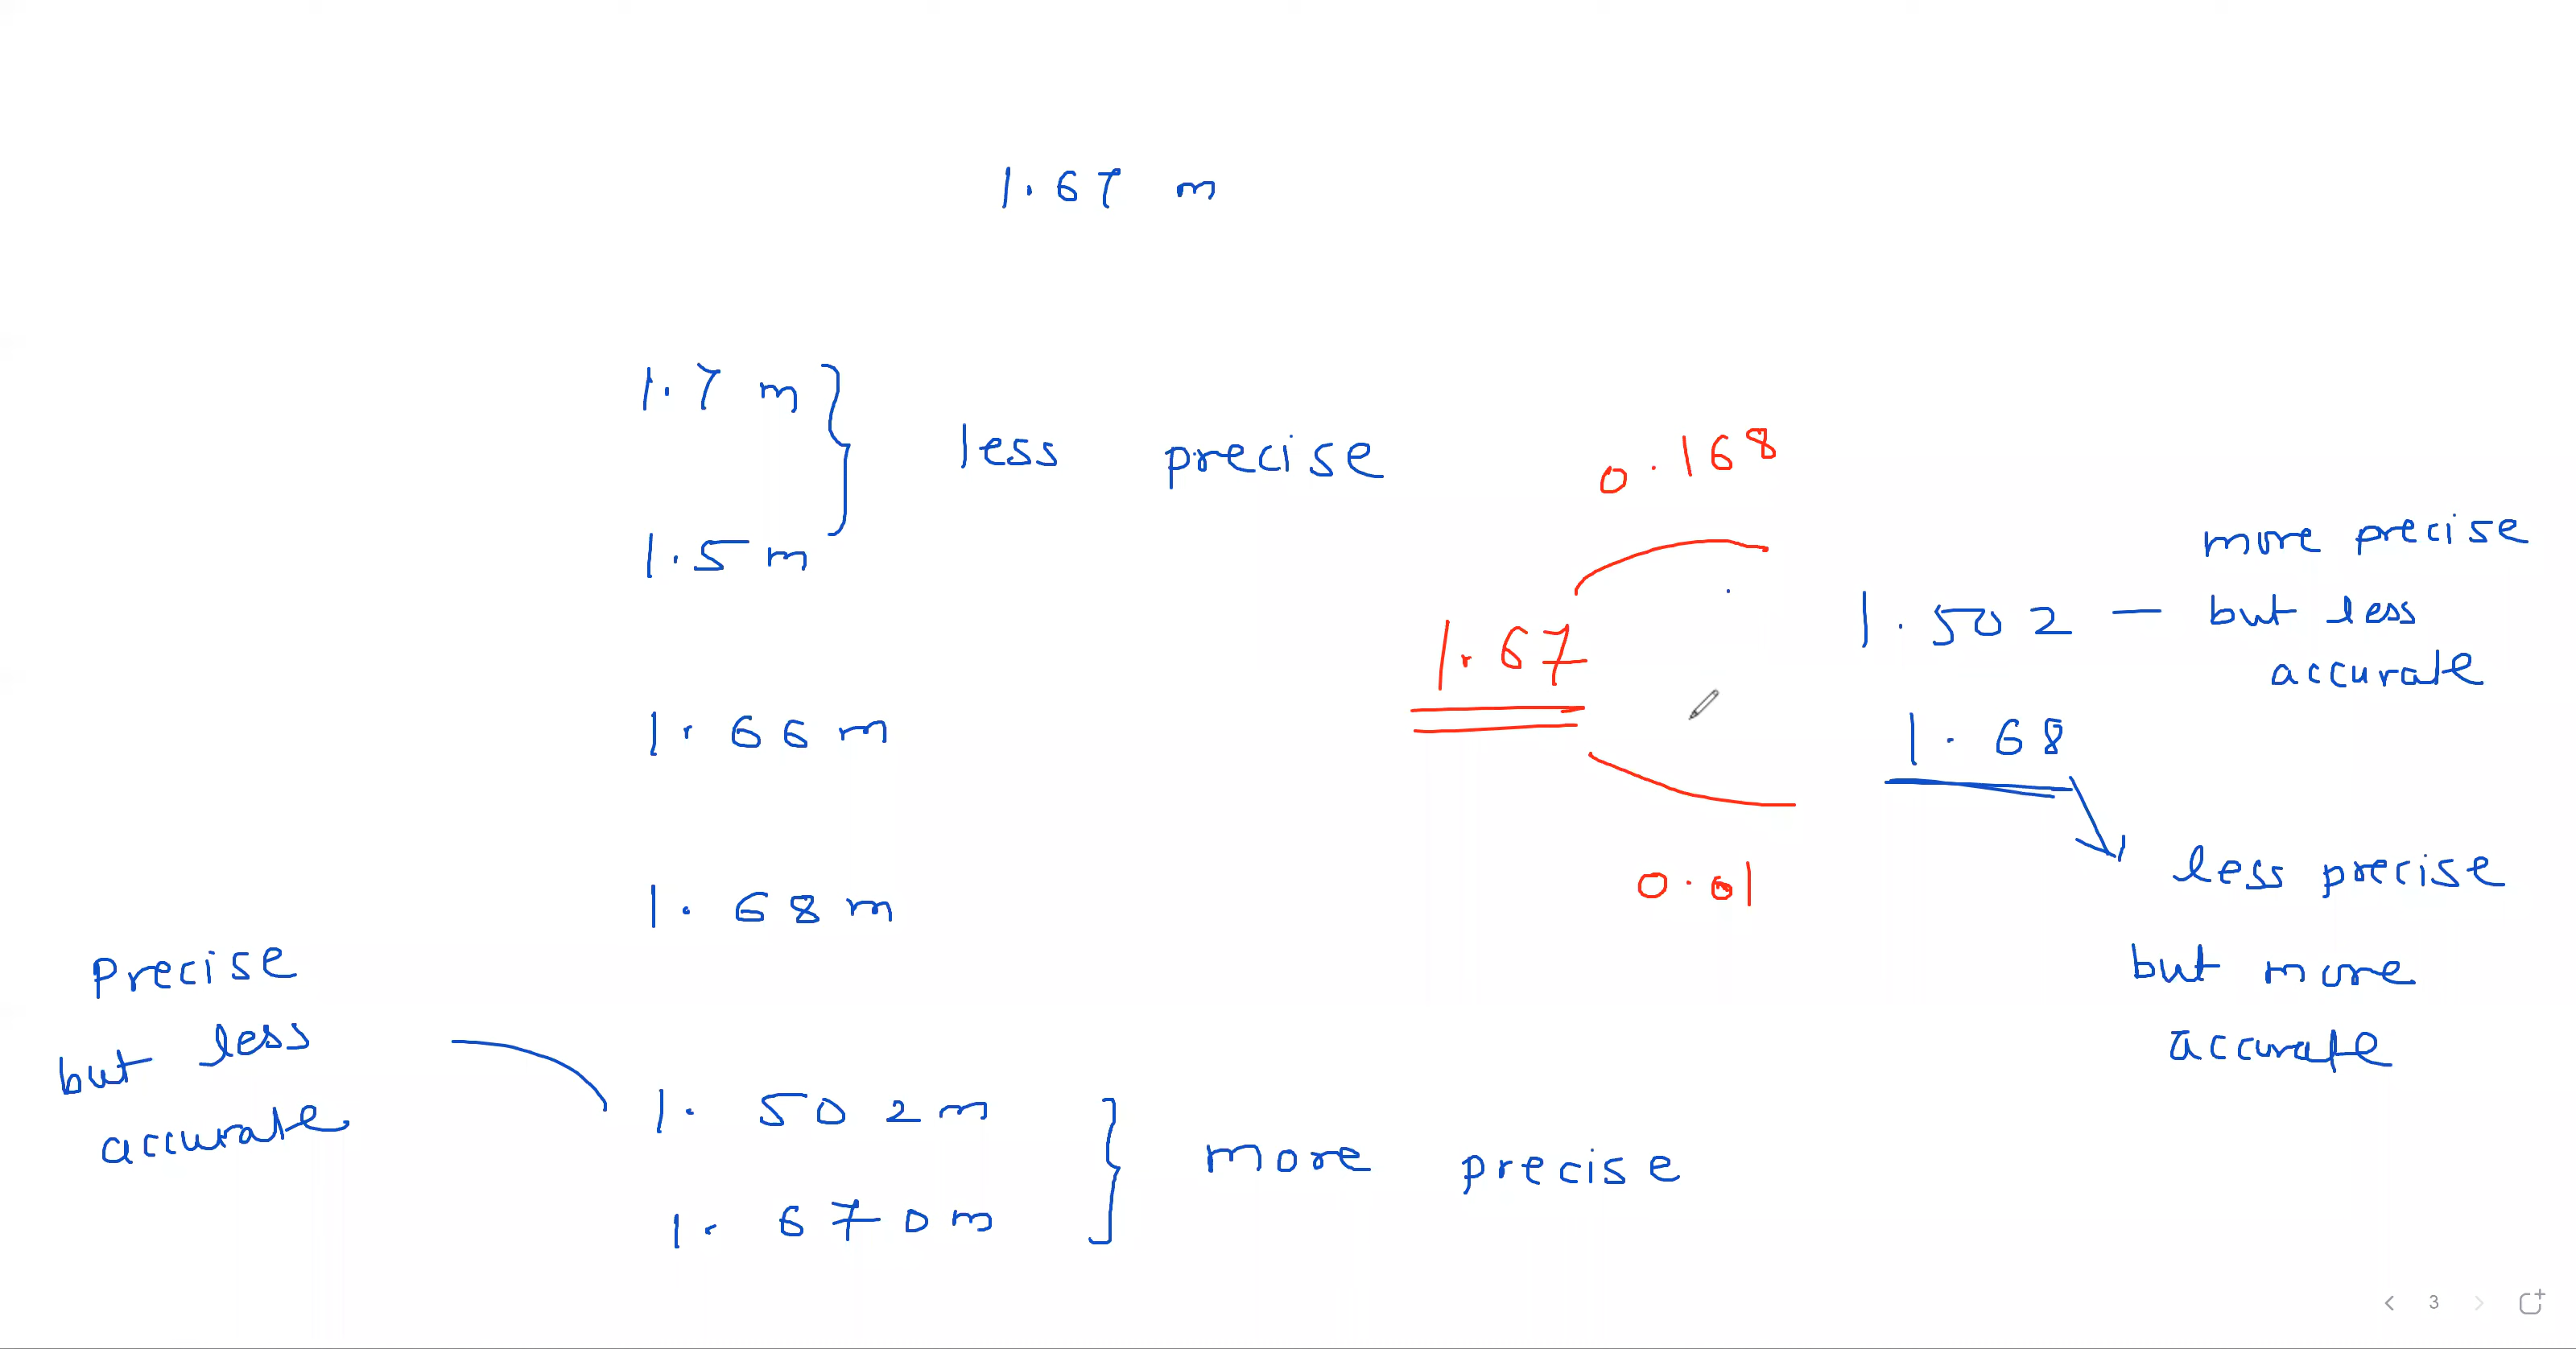 1.67 m
1.7 m
less precise
1.5 m
1.66 m
1.68 m
Precise
but less
accurate
1.502 m
1.670 m
more precise
0.168
1.67
0.01
1.502 — more precise
but less
accurate
1.68
less precise
but more
accurate
3